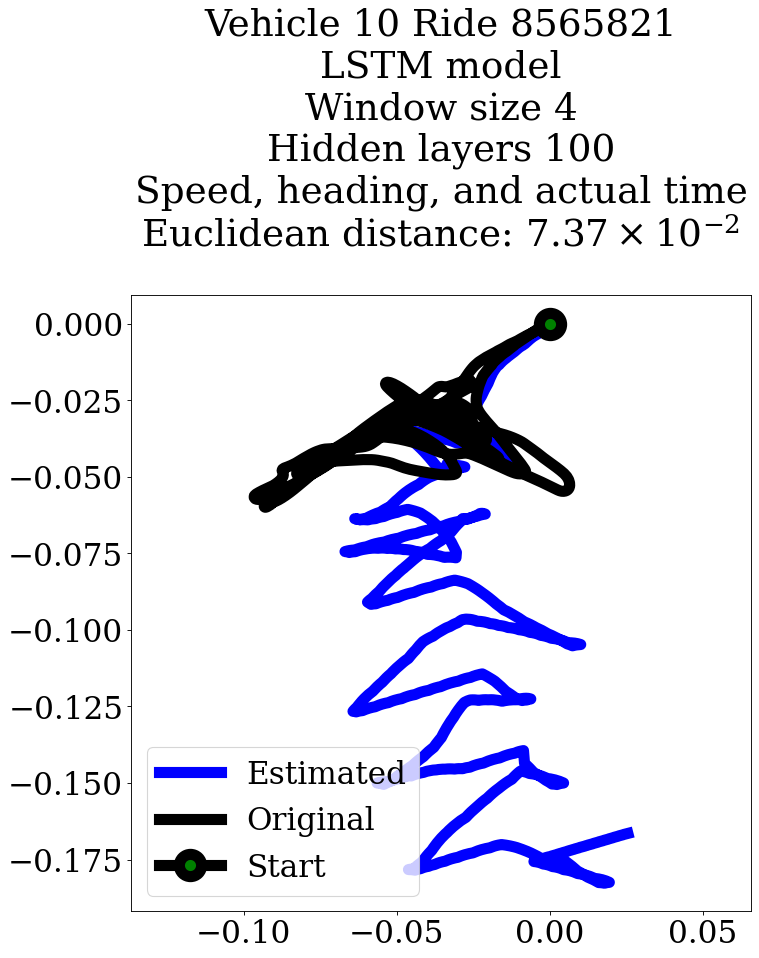 Vehicle 10 Ride 8565821
LSTM model
Window size 4
Hidden layers 100
Speed, heading, and actual time
Euclidean distance: 7.37 × 10⁻²
0.000
−0.025
−0.050
−0.075
−0.100
−0.125
−0.150
−0.175
Estimated
Original
Start
−0.10 −0.05 0.00 0.05